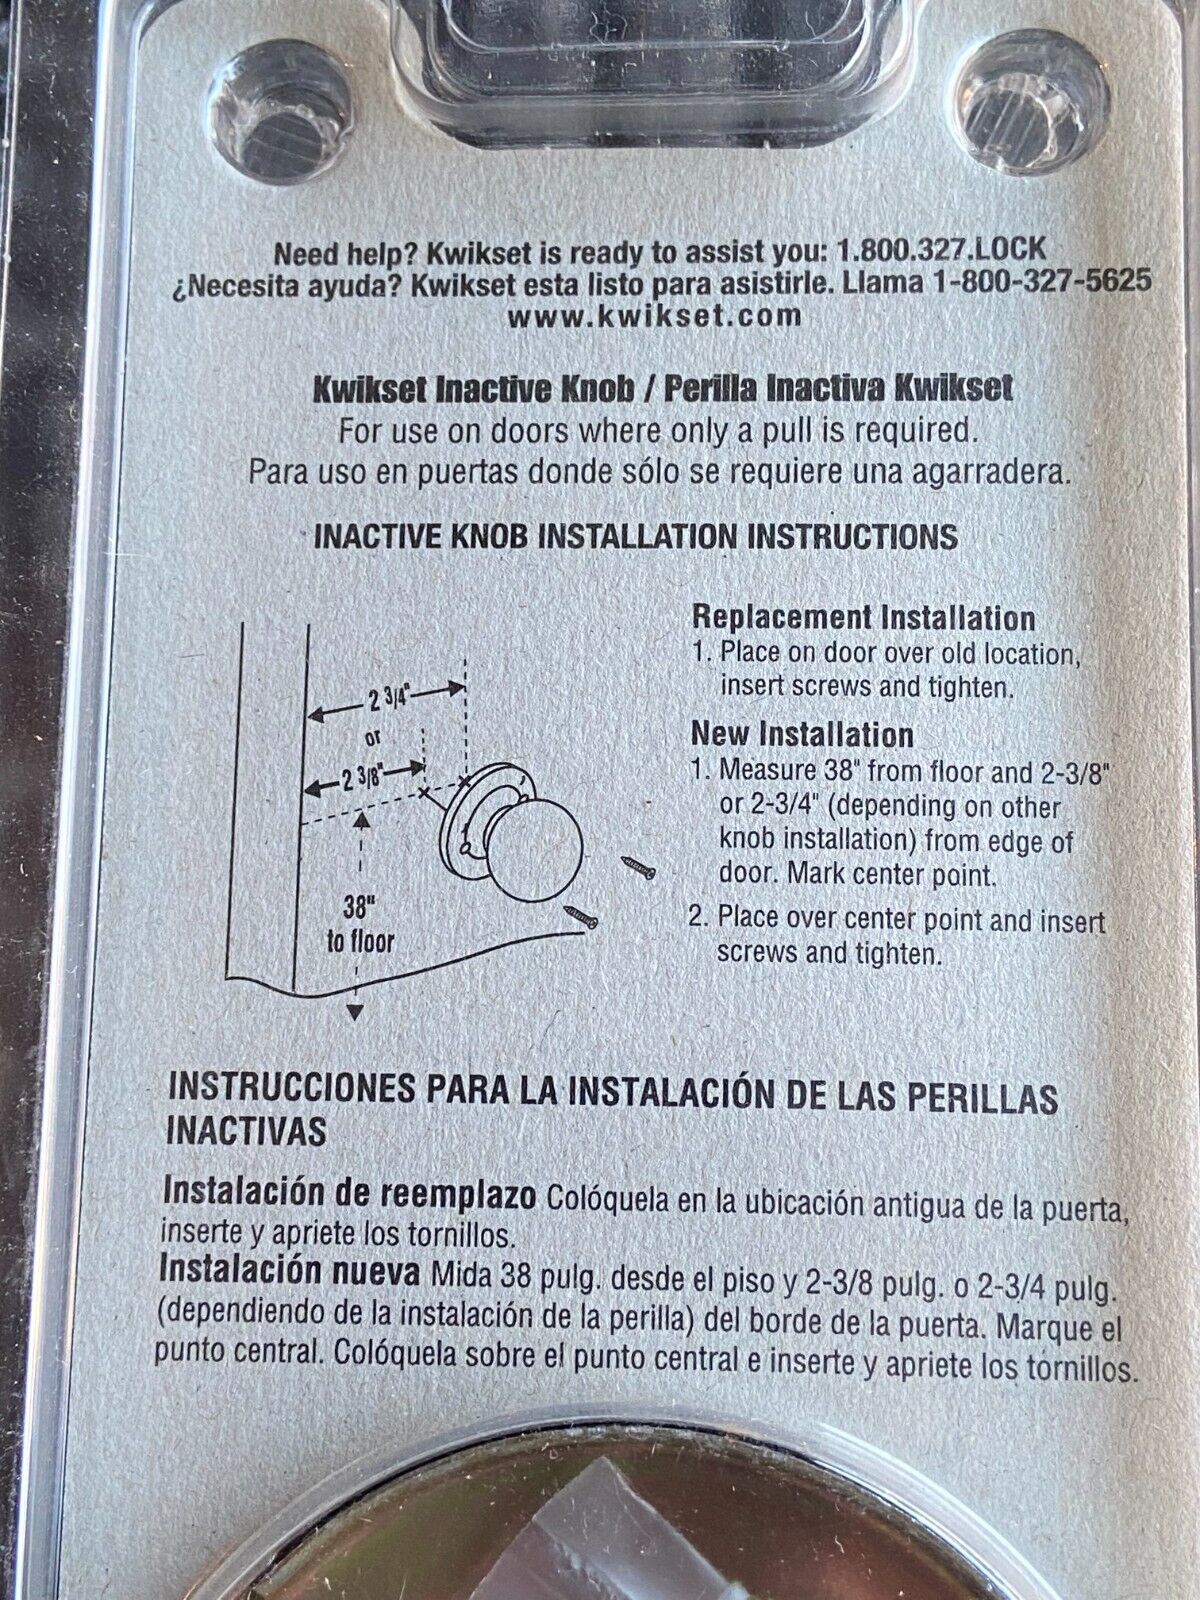 Need help? Kwikset is ready to assist you: 1.800.327.LOCK
¿Necesita ayuda? Kwikset esta listo para asistirle. Llama 1-800-327-5625
www.kwikset.com
Kwikset Inactive Knob / Perilla Inactiva Kwikset
For use on doors where only a pull is required.
Para uso en puertas donde sólo se requiere una agarradera.
INACTIVE KNOB INSTALLATION INSTRUCTIONS
2 3/4"
or
2 3/8"
38"
to floor
Replacement Installation
1. Place on door over old location,
insert screws and tighten.
New Installation
1. Measure 38" from floor and 2-3/8"
or 2-3/4" (depending on other
knob installation) from edge of
door. Mark center point.
2. Place over center point and insert
screws and tighten.
INSTRUCCIONES PARA LA INSTALACIÓN DE LAS PERILLAS
INACTIVAS
Instalación de reemplazo Colóquela en la ubicación antigua de la puerta,
inserte y apriete los tornillos.
Instalación nueva Mida 38 pulg. desde el piso y 2-3/8 pulg. o 2-3/4 pulg.
(dependiendo de la instalación de la perilla) del borde de la puerta. Marque el
punto central. Colóquela sobre el punto central e inserte y apriete los tornillos.